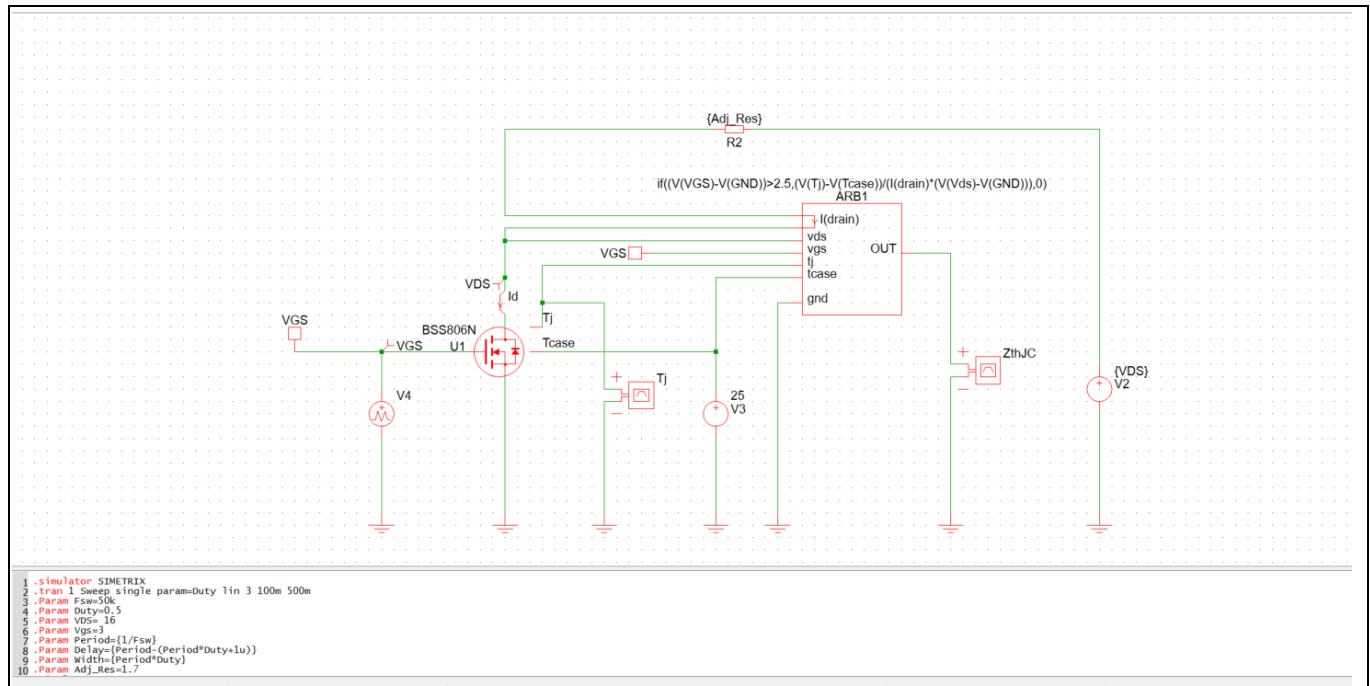 {Adj_Res}
R2
if((V(VGS)-V(GND))>2.5,(V(Tj)-V(Tcase))/(I(drain)*(V(Vds)-V(GND))),0)
ARB1
I(drain)
vds
vgs
tj
tcase
gnd
OUT
VGS
VDS
Id
Tj
Tcase
BSS806N
U1
VGS
VGS
V4
Tj
25
V3
ZthJC
{VDS}
V2
1 .simulator SIMETRIX
2 .tran 1 Sweep single param=Duty lin 3 100m 500m
3 .Param Fsw=50k
4 .Param Duty=0.5
5 .Param VDS= 16
6 .Param Vgs=3
7 .Param Period={1/Fsw}
8 .Param Delay={Period-(Period*Duty+1u)}
9 .Param Width={Period*Duty}
10 .Param Adj_Res=1.7